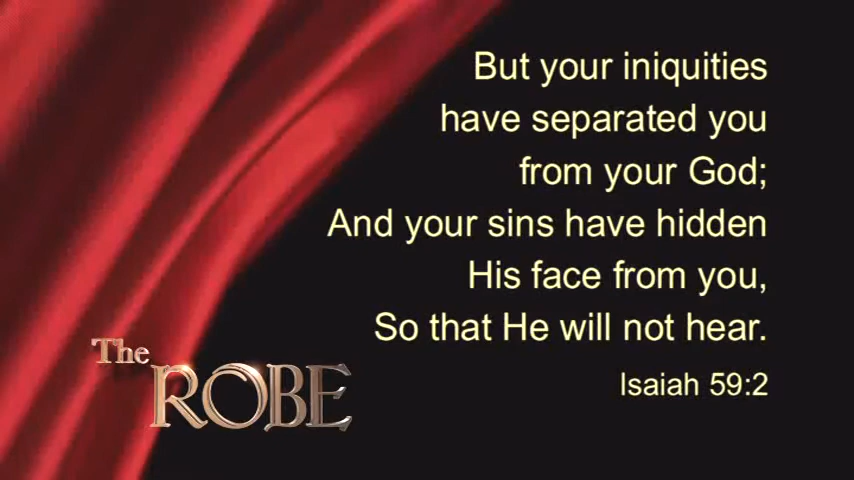 But your iniquities
have separated you
from your God;
And your sins have hidden
His face from you,
So that He will not hear.
Isaiah 59:2
The
ROBE